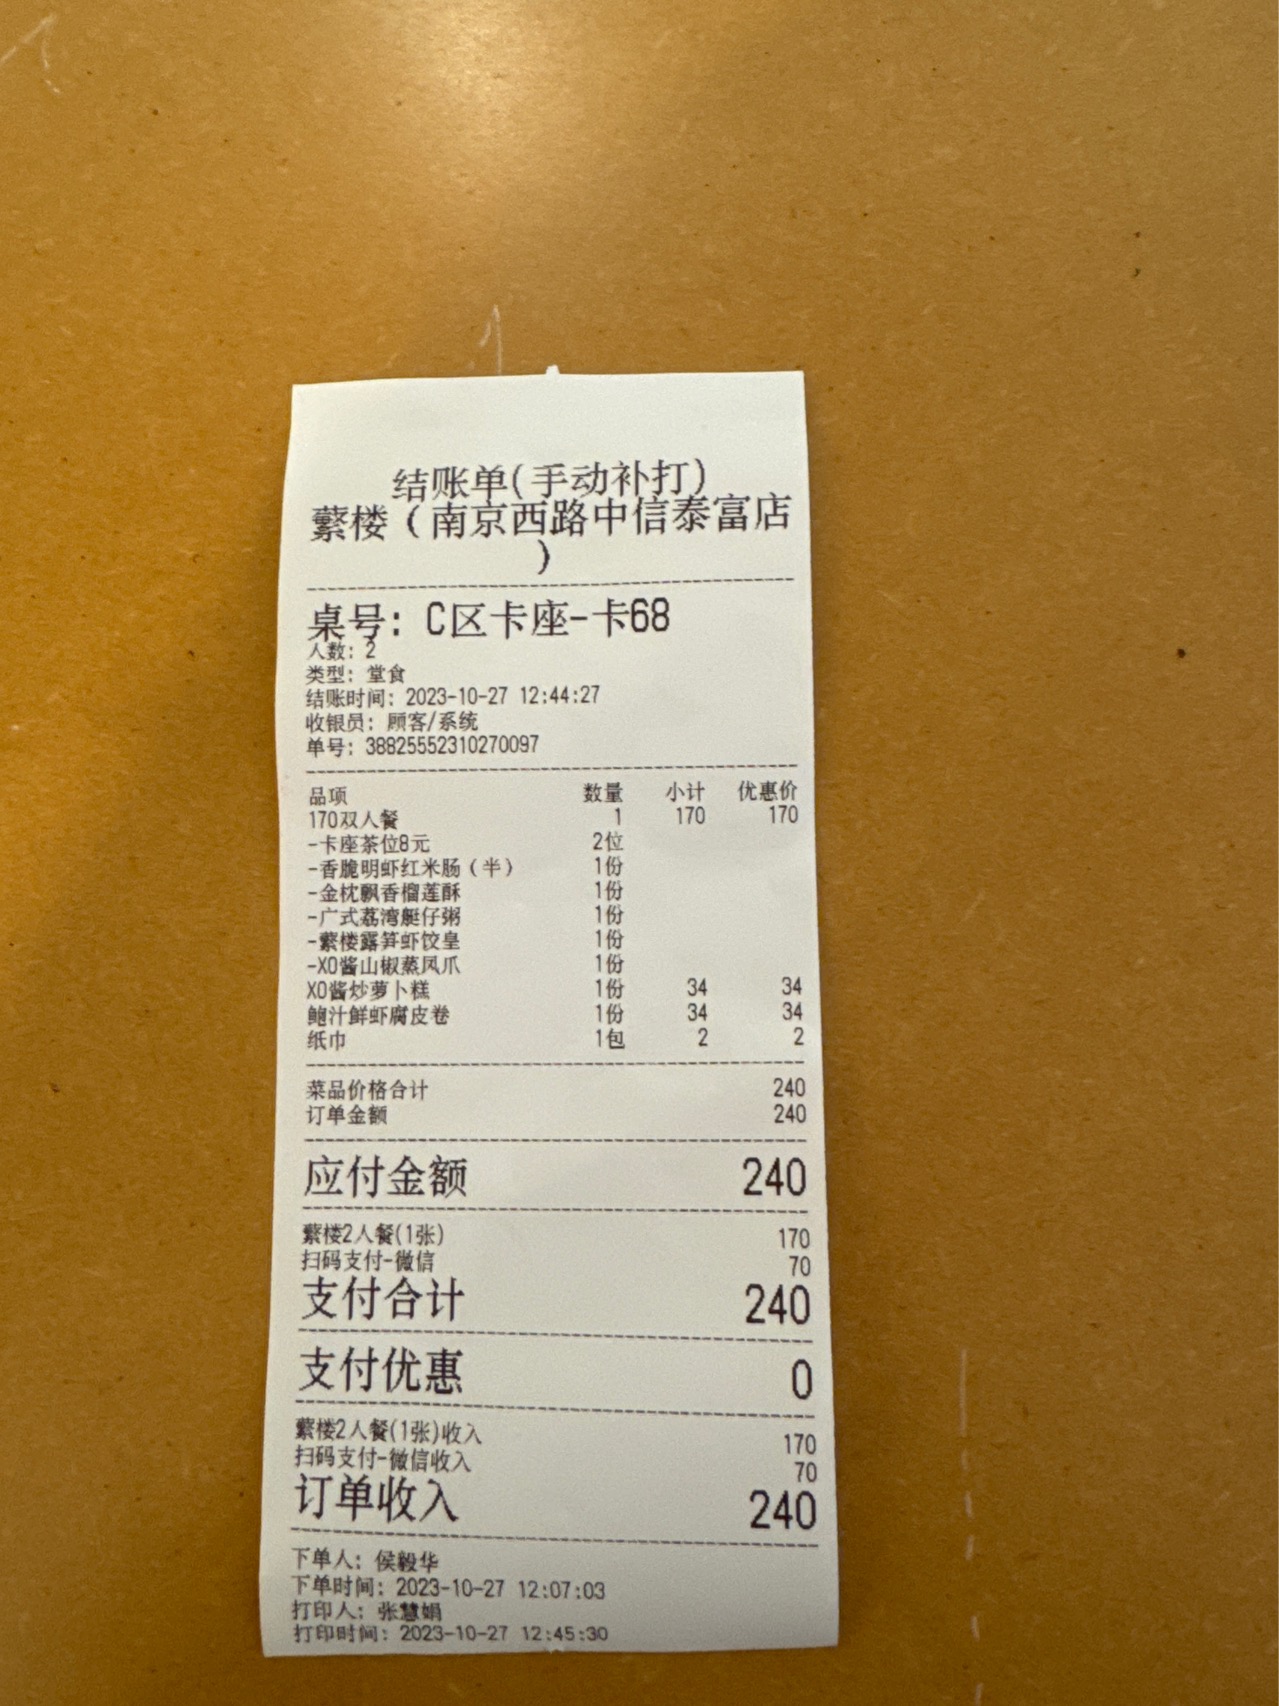 结账单(手动补打)
蘩楼（南京西路中信泰富店
）
桌号: C区卡座-卡68
人数: 2
类型: 堂食
结账时间: 2023-10-27 12:44:27
收银员: 顾客/系统
单号: 38825552310270097
品项 数量 小计 优惠价
170双人餐 1 170 170
-卡座茶位8元 2位
-香脆明虾红米肠（半） 1份
-金枕飘香榴莲酥 1份
-广式荔湾艇仔粥 1份
-蘩楼露笋虾饺皇 1份
-XO酱山椒蒸凤爪 1份
XO酱炒萝卜糕 1份 34 34
鲍汁鲜虾腐皮卷 1份 34 34
纸巾 1包 2 2
菜品价格合计 240
订单金额 240
应付金额 240
蘩楼2人餐(1张) 170
扫码支付-微信 70
支付合计 240
支付优惠 0
蘩楼2人餐(1张)收入 170
扫码支付-微信收入 70
订单收入 240
下单人: 侯毅华
下单时间: 2023-10-27 12:07:03
打印人: 张慧娟
打印时间: 2023-10-27 12:45:30